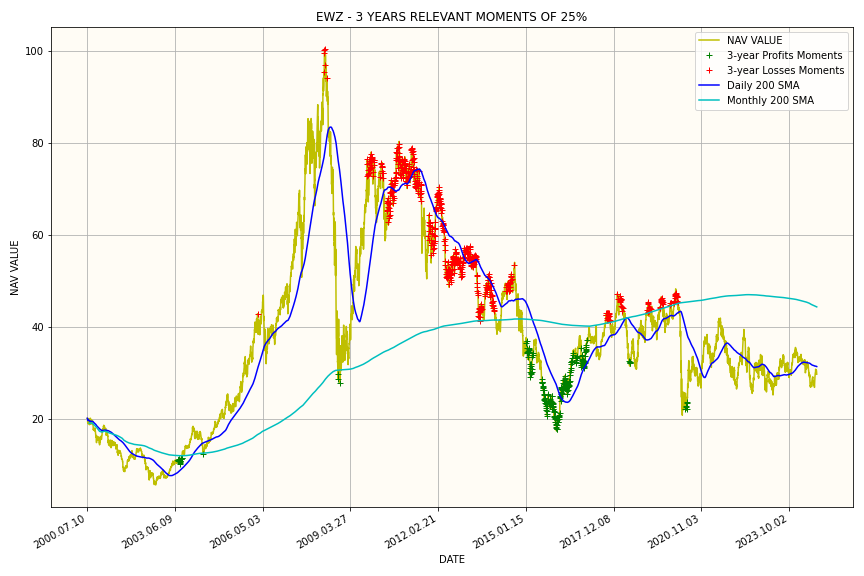 EWZ - 3 YEARS RELEVANT MOMENTS OF 25%
NAV VALUE
3-year Profits Moments
3-year Losses Moments
Daily 200 SMA
Monthly 200 SMA
100
80
60
40
20
NAV VALUE
2000.07.10
2003.06.09
2006.05.03
2009.03.27
2012.02.21
2015.01.15
2017.12.08
2020.11.03
2023.10.02
DATE